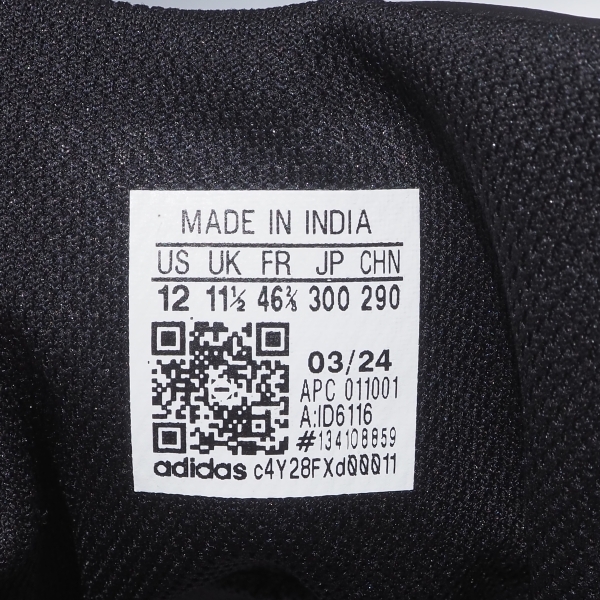 MADE IN INDIA
US UK FR JP CHN
12 11½ 46⅔ 300 290
03/24
APC 011001
A:ID6116
#134108859
adidas c4Y28FXd00011